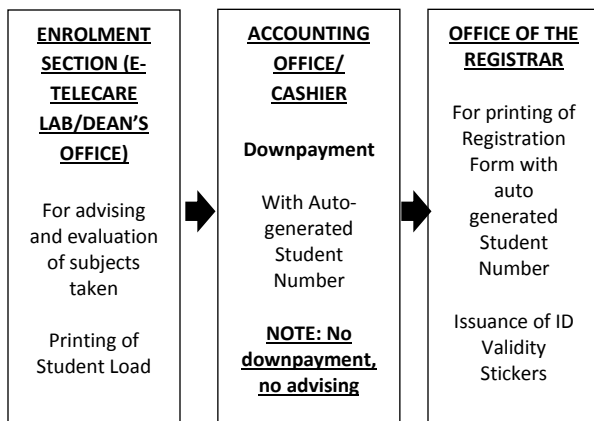 ENROLMENT
SECTION (E-
TELECARE
LAB/DEAN’S
OFFICE)
For advising
and evaluation
of subjects
taken
Printing of
Student Load
ACCOUNTING
OFFICE/
CASHIER
Downpayment
With Auto-
generated
Student
Number
NOTE: No
downpayment,
no advising
OFFICE OF THE
REGISTRAR
For printing of
Registration
Form with
auto
generated
Student
Number
Issuance of ID
Validity
Stickers